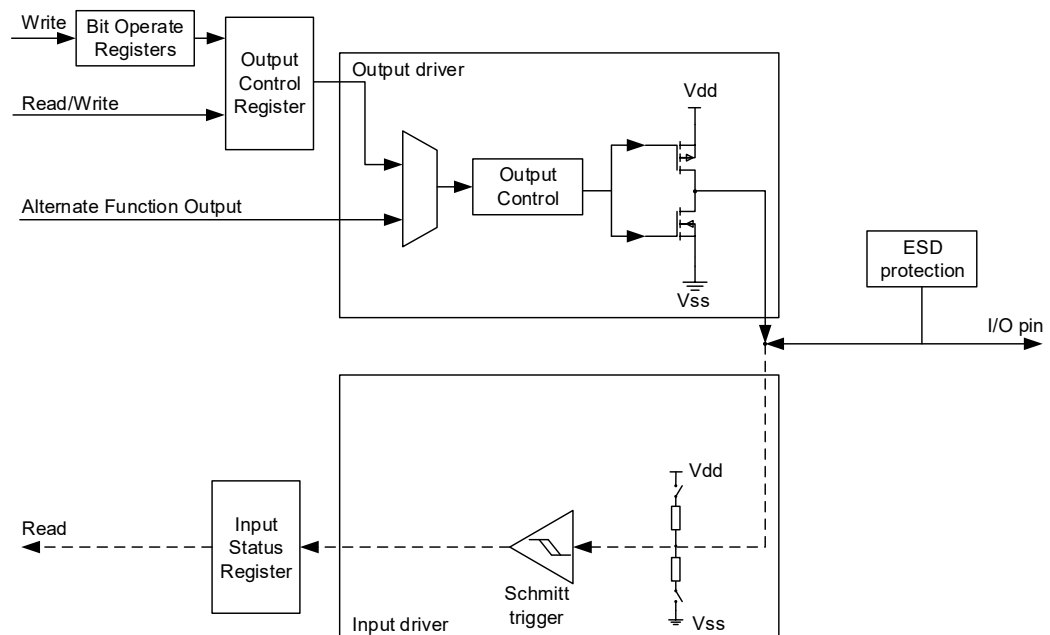 Write
Bit Operate
Registers
Output
Control
Register
Read/Write
Output driver
Vdd
Output
Control
Alternate Function Output
Vss
ESD
protection
I/O pin
Vdd
Read
Input
Status
Register
Schmitt
trigger
Vss
Input driver